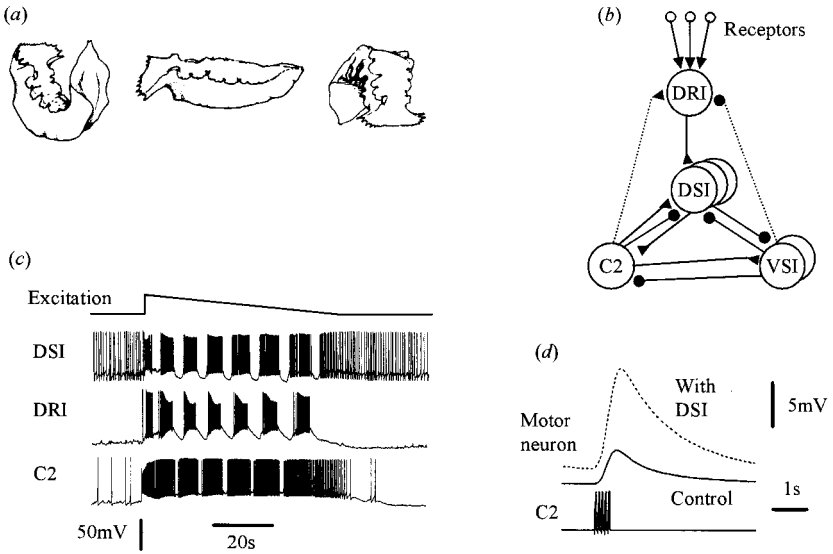 (a)
(b)
Receptors
DRI
DSI
C2
VSI
(c)
Excitation
DSI
DRI
C2
50mV
20s
(d)
With
DSI
5mV
Motor
neuron
Control
1s
C2